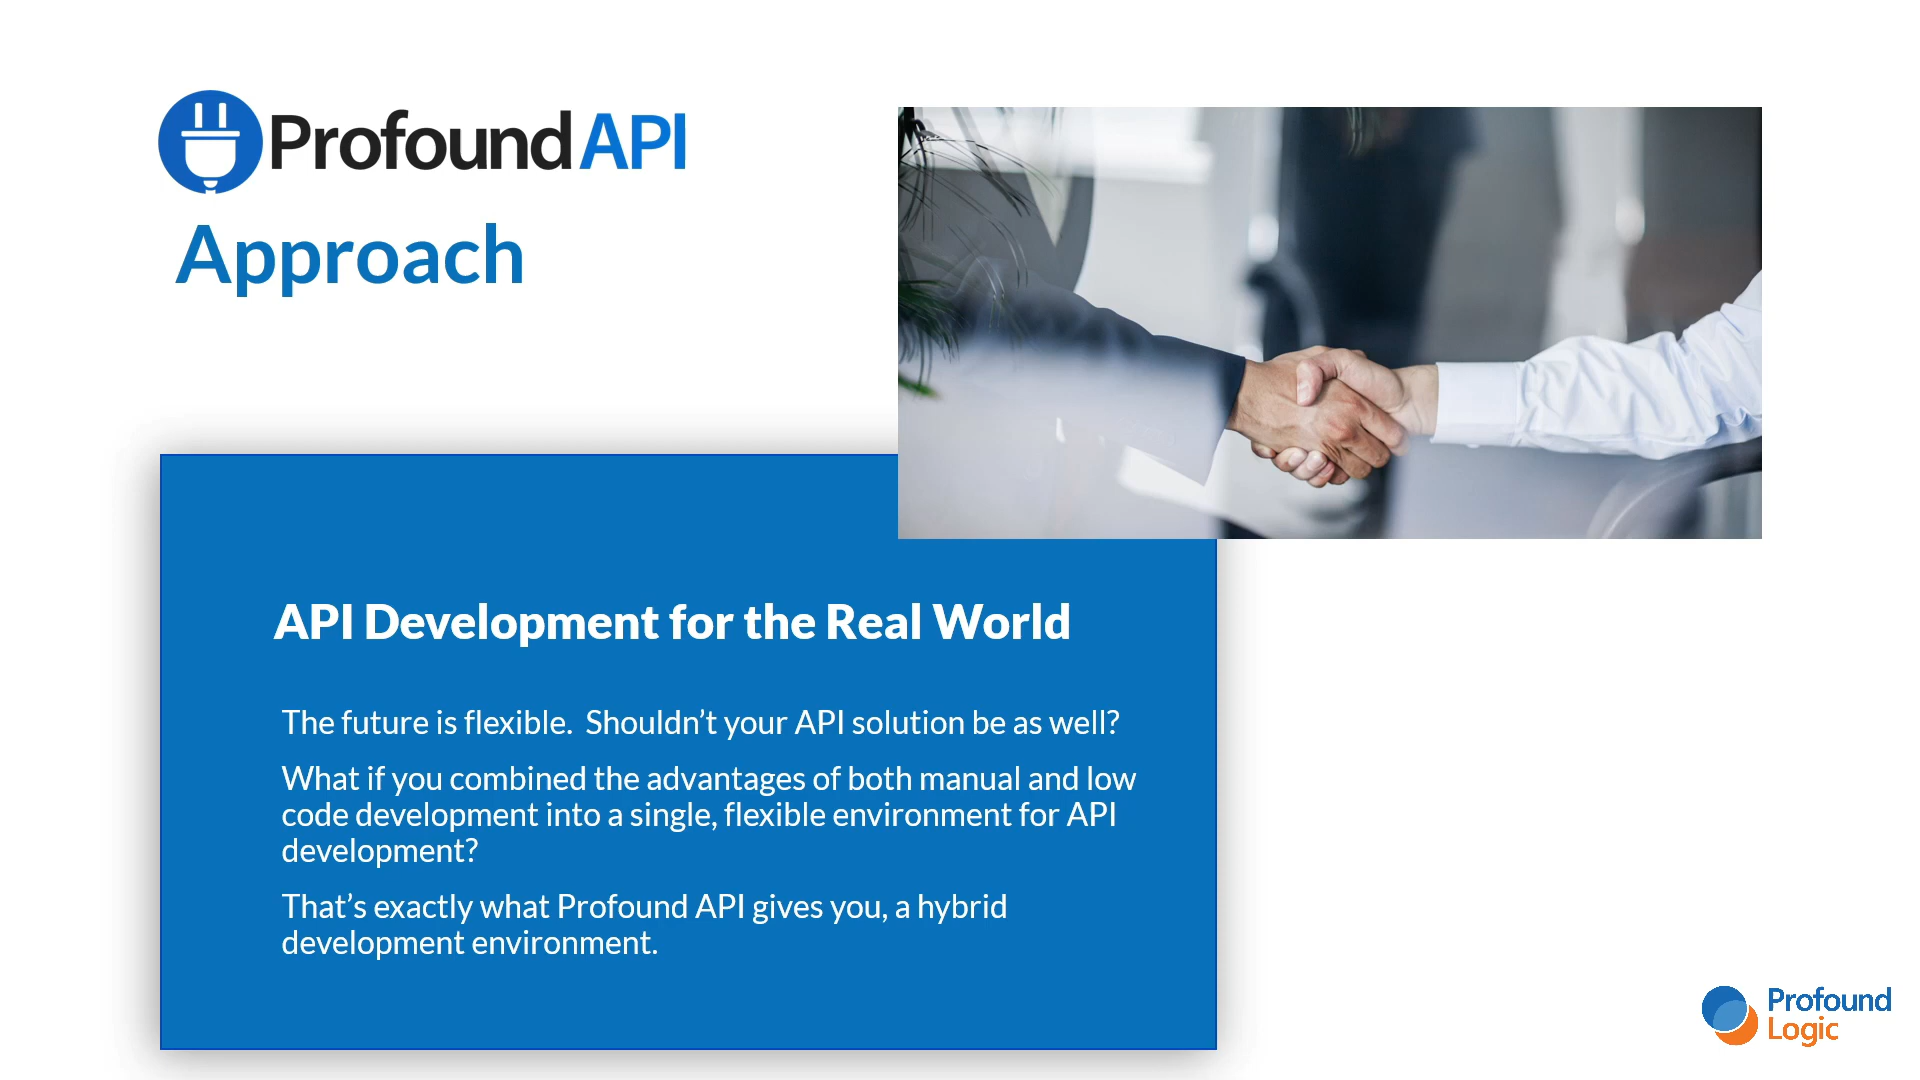 Profound API
Approach
API Development for the Real World
The future is flexible.  Shouldn’t your API solution be as well?
What if you combined the advantages of both manual and low
code development into a single, flexible environment for API
development?
That’s exactly what Profound API gives you, a hybrid
development environment.
Profound
Logic